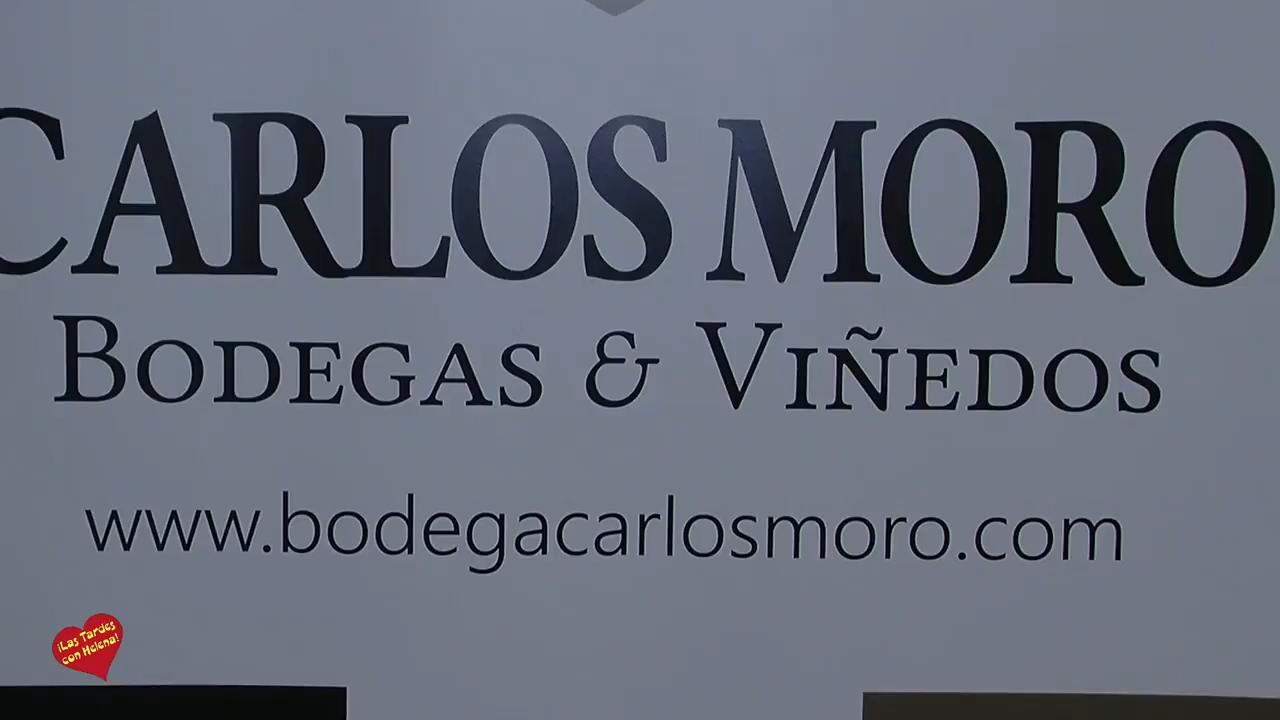 CARLOS MORO
BODEGAS & VIÑEDOS
www.bodegacarlosmoro.com
¡Las Tardes
con Helena!